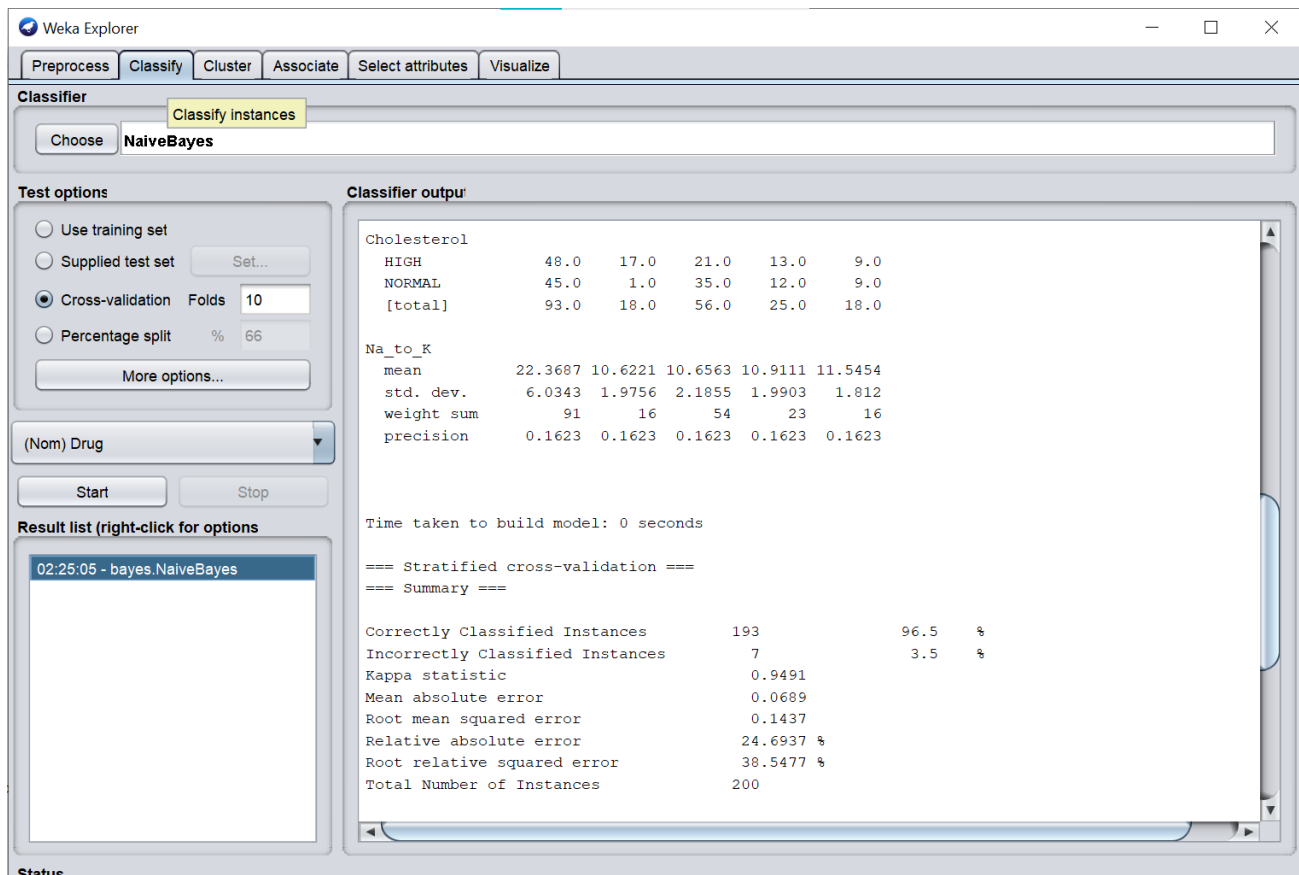 Weka Explorer
Preprocess Classify Cluster Associate Select attributes Visualize
Classifier
Classify instances
Choose NaiveBayes
Test options
Use training set
Supplied test set Set...
Cross-validation Folds 10
Percentage split % 66
More options...
(Nom) Drug
Start Stop
Result list (right-click for options
02:25:05 - bayes.NaiveBayes
Classifier output
Cholesterol
HIGH 48.0 17.0 21.0 13.0 9.0
NORMAL 45.0 1.0 35.0 12.0 9.0
[total] 93.0 18.0 56.0 25.0 18.0
Na_to_K
mean 22.3687 10.6221 10.6563 10.9111 11.5454
std. dev. 6.0343 1.9756 2.1855 1.9903 1.812
weight sum 91 16 54 23 16
precision 0.1623 0.1623 0.1623 0.1623 0.1623
Time taken to build model: 0 seconds
=== Stratified cross-validation ===
=== Summary ===
Correctly Classified Instances 193 96.5 %
Incorrectly Classified Instances 7 3.5 %
Kappa statistic 0.9491
Mean absolute error 0.0689
Root mean squared error 0.1437
Relative absolute error 24.6937 %
Root relative squared error 38.5477 %
Total Number of Instances 200
Status